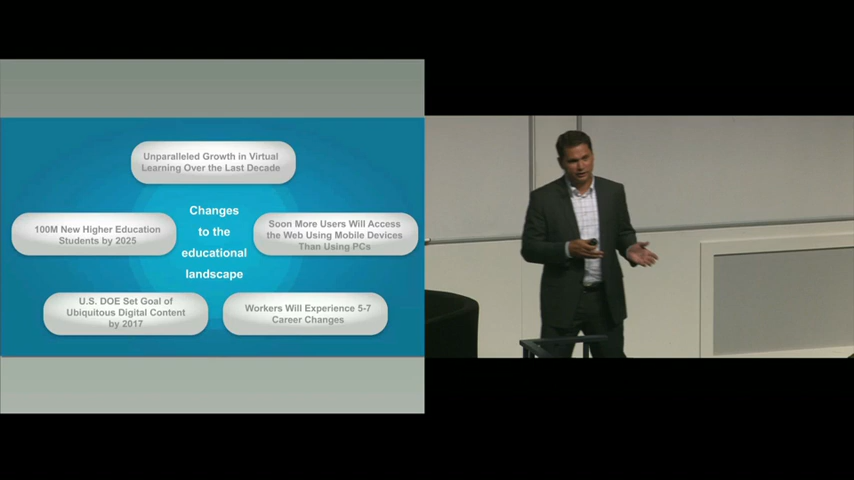 Unparalleled Growth in Virtual
Learning Over the Last Decade
100M New Higher Education
Students by 2025
Changes
to the
educational
landscape
Soon More Users Will Access
the Web Using Mobile Devices
Than Using PCs
U.S. DOE Set Goal of
Ubiquitous Digital Content
by 2017
Workers Will Experience 5-7
Career Changes